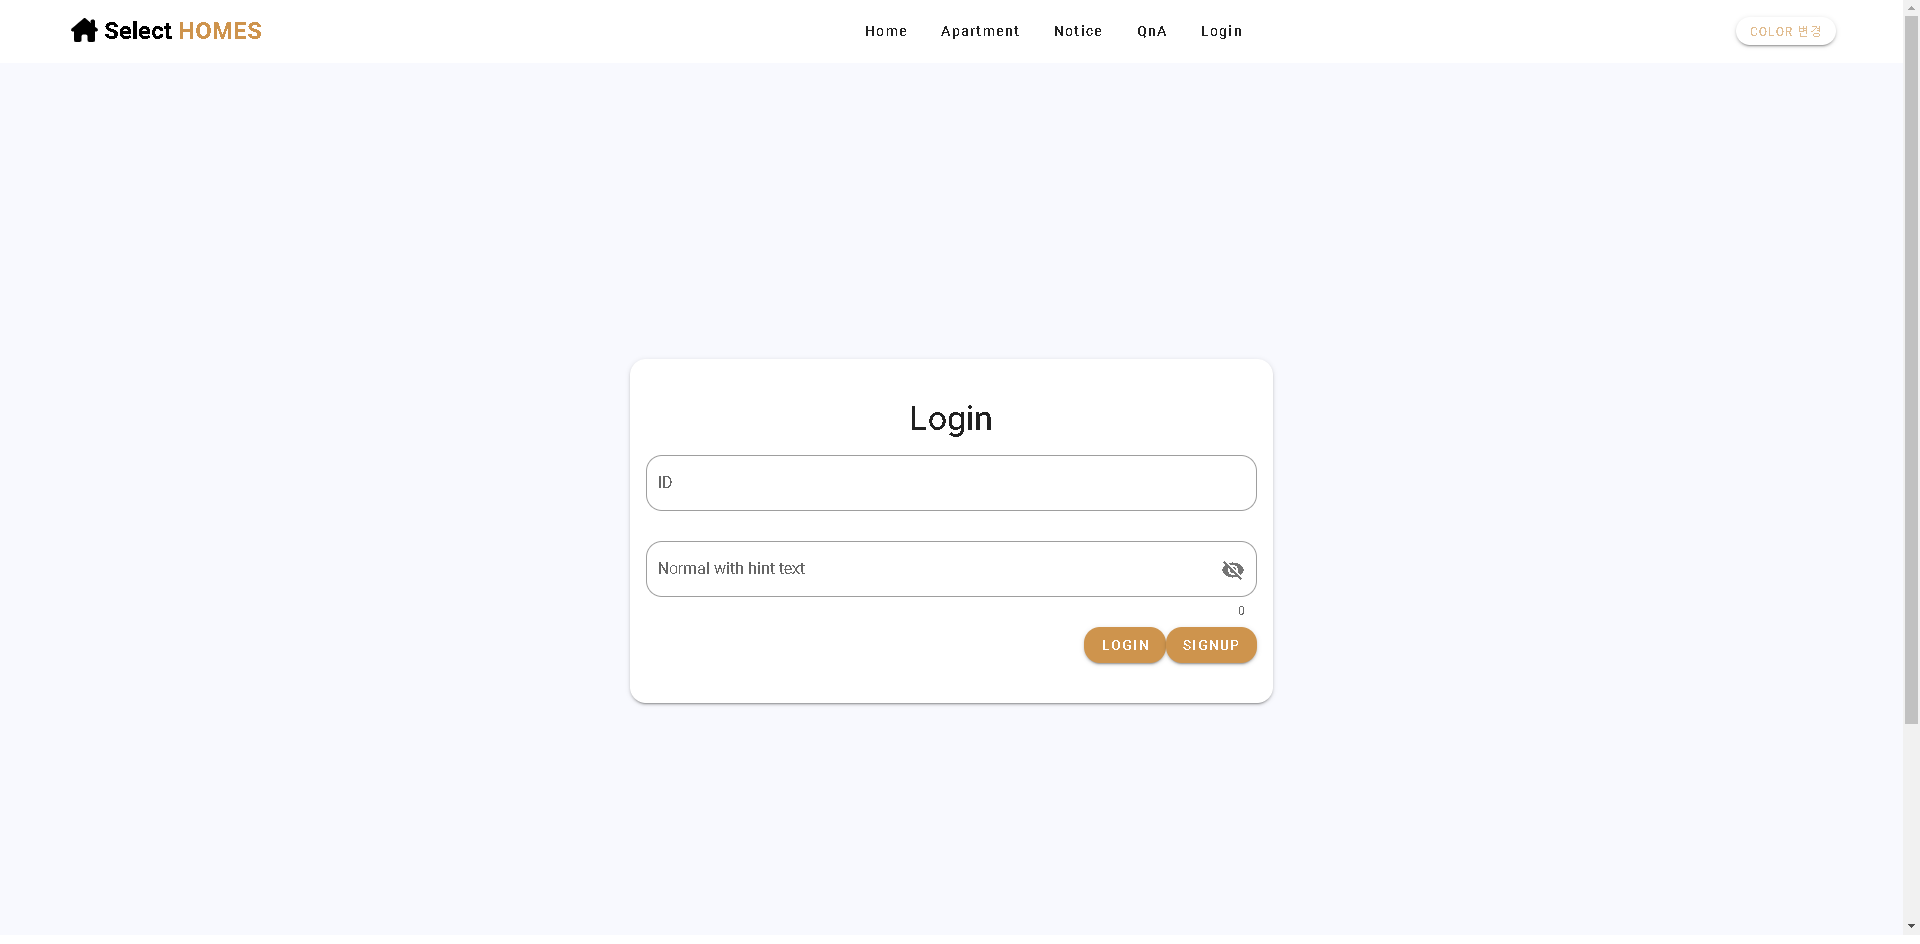 Select HOMES
Home Apartment Notice QnA Login
COLOR 변경
Login
ID
Normal with hint text
0
LOGIN SIGNUP